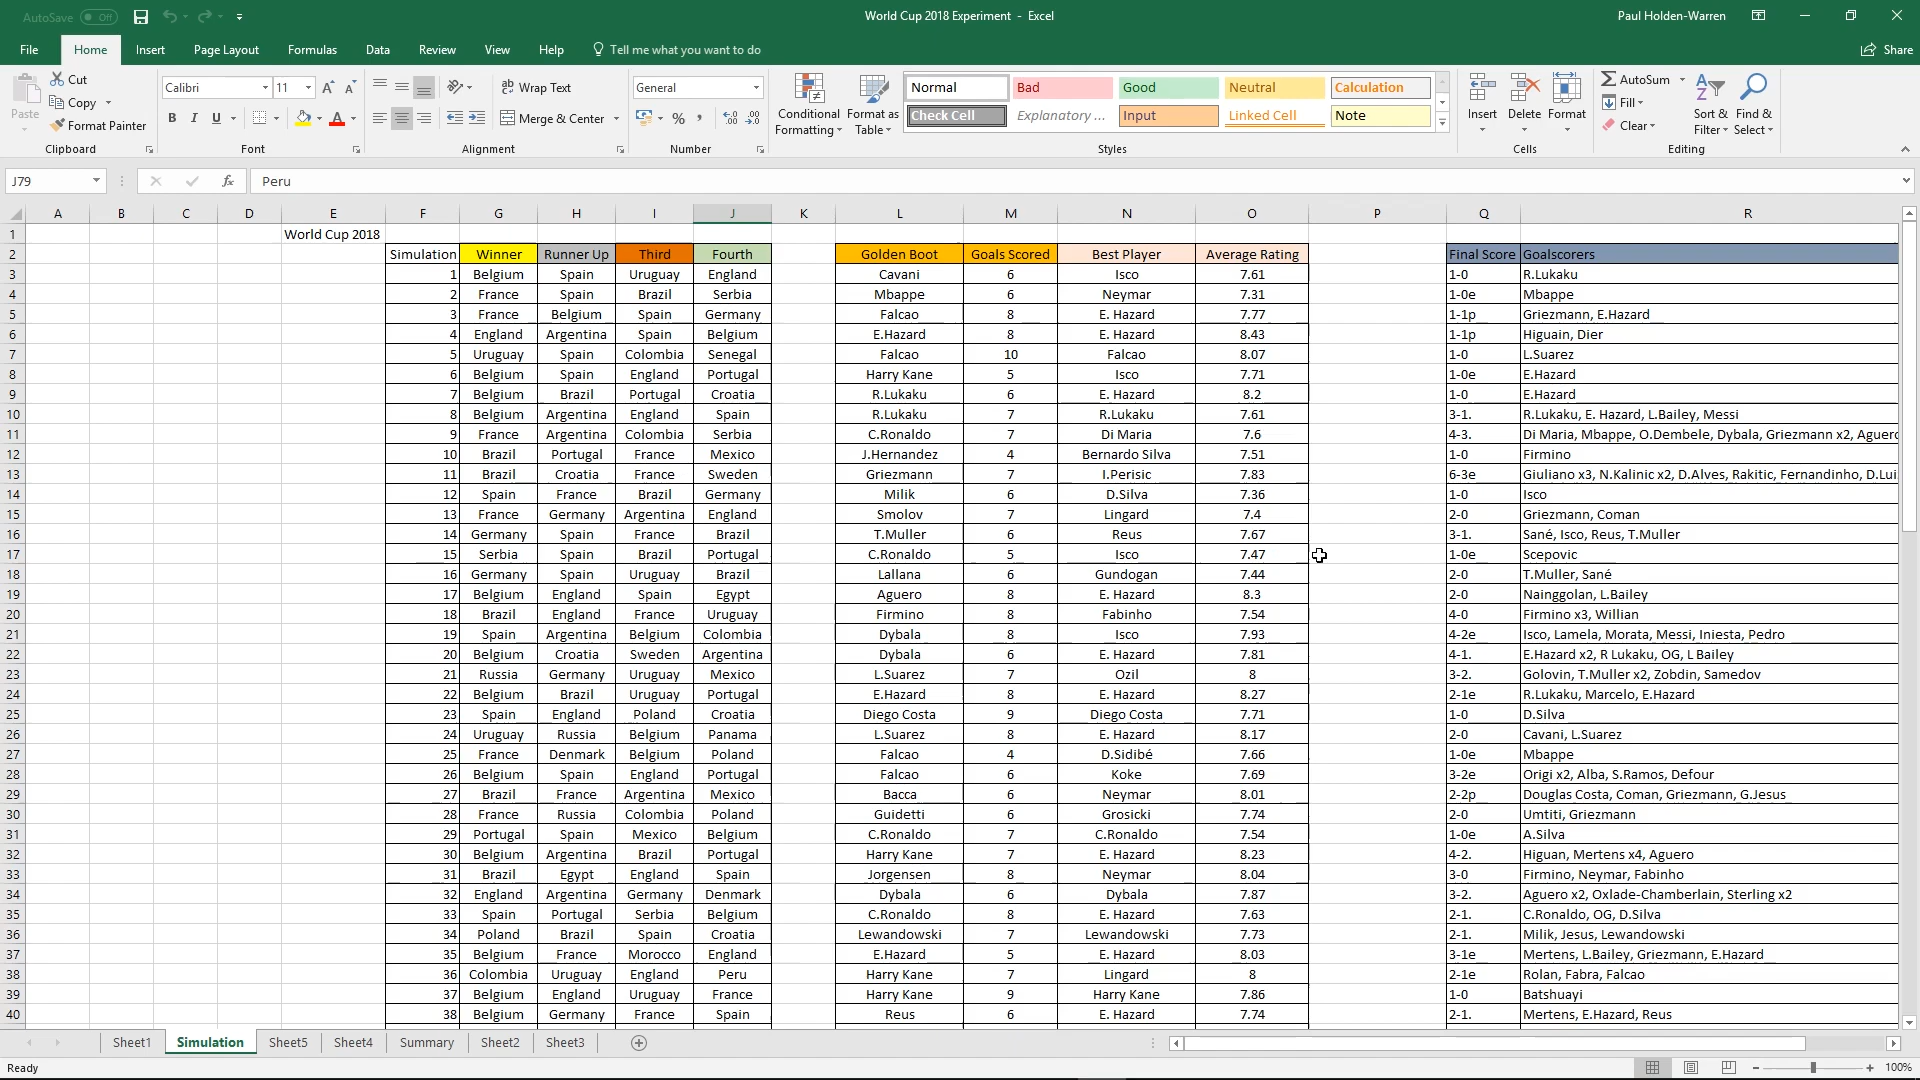 AutoSave Off World Cup 2018 Experiment - Excel Paul Holden-Warren
File Home Insert Page Layout Formulas Data Review View Help Tell me what you want to do Share
Paste Cut Copy Format Painter Clipboard
Calibri 11 A A B I U A Font
Wrap Text Merge & Center Alignment
General % , Number
Conditional Formatting Format as Table
Normal Bad Good Neutral Calculation
Check Cell Explanatory ... Input Linked Cell Note
Styles
Insert Delete Format Cells
AutoSum Fill Clear Sort & Filter Find & Select Editing
J79 fx Peru
A B C D E F G H I J K L M N O P Q R
1 World Cup 2018
2 Simulation Winner Runner Up Third Fourth Golden Boot Goals Scored Best Player Average Rating Final Score Goalscorers
3 1 Belgium Spain Uruguay England Cavani 6 Isco 7.61 1-0 R.Lukaku
4 2 France Spain Brazil Serbia Mbappe 6 Neymar 7.31 1-0e Mbappe
5 3 France Belgium Spain Germany Falcao 8 E. Hazard 7.77 1-1p Griezmann, E.Hazard
6 4 England Argentina Spain Belgium E.Hazard 8 E. Hazard 8.43 1-1p Higuain, Dier
7 5 Uruguay Spain Colombia Senegal Falcao 10 Falcao 8.07 1-0 L.Suarez
8 6 Belgium Spain England Portugal Harry Kane 5 Isco 7.71 1-0e E.Hazard
9 7 Belgium Brazil Portugal Croatia R.Lukaku 6 E. Hazard 8.2 1-0 E.Hazard
10 8 Belgium Argentina England Spain R.Lukaku 7 R.Lukaku 7.61 3-1. R.Lukaku, E. Hazard, L.Bailey, Messi
11 9 France Argentina Colombia Serbia C.Ronaldo 7 Di Maria 7.6 4-3. Di Maria, Mbappe, O.Dembele, Dybala, Griezmann x2, Aguero
12 10 Brazil Portugal France Mexico J.Hernandez 4 Bernardo Silva 7.51 1-0 Firmino
13 11 Brazil Croatia France Sweden Griezmann 7 I.Perisic 7.83 6-3e Giuliano x3, N.Kalinic x2, D.Alves, Rakitic, Fernandinho, D.Lui
14 12 Spain France Brazil Germany Milik 6 D.Silva 7.36 1-0 Isco
15 13 France Germany Argentina England Smolov 7 Lingard 7.4 2-0 Griezmann, Coman
16 14 Germany Spain France Brazil T.Muller 6 Reus 7.67 3-1. Sané, Isco, Reus, T.Muller
17 15 Serbia Spain Brazil Portugal C.Ronaldo 5 Isco 7.47 1-0e Scepovic
18 16 Germany Spain Uruguay Brazil Lallana 6 Gundogan 7.44 2-0 T.Muller, Sané
19 17 Belgium England Spain Egypt Aguero 8 E. Hazard 8.3 2-0 Nainggolan, L.Bailey
20 18 Brazil England France Uruguay Firmino 8 Fabinho 7.54 4-0 Firmino x3, Willian
21 19 Spain Argentina Belgium Colombia Dybala 8 Isco 7.93 4-2e Isco, Lamela, Morata, Messi, Iniesta, Pedro
22 20 Belgium Croatia Sweden Argentina Dybala 6 E. Hazard 7.81 4-1. E.Hazard x2, R Lukaku, OG, L Bailey
23 21 Russia Germany Uruguay Mexico L.Suarez 7 Ozil 8 3-2. Golovin, T.Muller x2, Zobdin, Samedov
24 22 Belgium Brazil Uruguay Portugal E.Hazard 8 E. Hazard 8.27 2-1e R.Lukaku, Marcelo, E.Hazard
25 23 Spain England Poland Croatia Diego Costa 9 Diego Costa 7.71 1-0 D.Silva
26 24 Uruguay Russia Belgium Panama L.Suarez 8 E. Hazard 8.17 2-0 Cavani, L.Suarez
27 25 France Denmark Belgium Poland Falcao 4 D.Sidibé 7.66 1-0e Mbappe
28 26 Belgium Spain England Portugal Falcao 6 Koke 7.69 3-2e Origi x2, Alba, S.Ramos, Defour
29 27 Brazil France Argentina Mexico Bacca 6 Neymar 8.01 2-2p Douglas Costa, Coman, Griezmann, G.Jesus
30 28 France Russia Colombia Poland Guidetti 6 Grosicki 7.74 2-0 Umtiti, Griezmann
31 29 Portugal Spain Mexico Belgium C.Ronaldo 7 C.Ronaldo 7.54 1-0e A.Silva
32 30 Belgium Argentina Brazil Portugal Harry Kane 7 E. Hazard 8.23 4-2. Higuan, Mertens x4, Aguero
33 31 Brazil Egypt England Spain Jorgensen 8 Neymar 8.04 3-0 Firmino, Neymar, Fabinho
34 32 England Argentina Germany Denmark Dybala 6 Dybala 7.87 3-2. Aguero x2, Oxlade-Chamberlain, Sterling x2
35 33 Spain Portugal Serbia Belgium C.Ronaldo 8 E. Hazard 7.63 2-1. C.Ronaldo, OG, D.Silva
36 34 Poland Brazil Spain Croatia Lewandowski 7 Lewandowski 7.73 2-1. Milik, Jesus, Lewandowski
37 35 Belgium France Morocco England E.Hazard 5 E. Hazard 8.03 3-1e Mertens, L.Bailey, Griezmann, E.Hazard
38 36 Colombia Uruguay England Peru Harry Kane 7 Lingard 8 2-1e Rolan, Fabra, Falcao
39 37 Belgium England Uruguay France Harry Kane 9 Harry Kane 7.86 1-0 Batshuayi
40 38 Belgium Germany France Spain Reus 6 E. Hazard 7.74 2-1. Mertens, E.Hazard, Reus
Sheet1 Simulation Sheet5 Sheet4 Summary Sheet2 Sheet3
Ready 100%